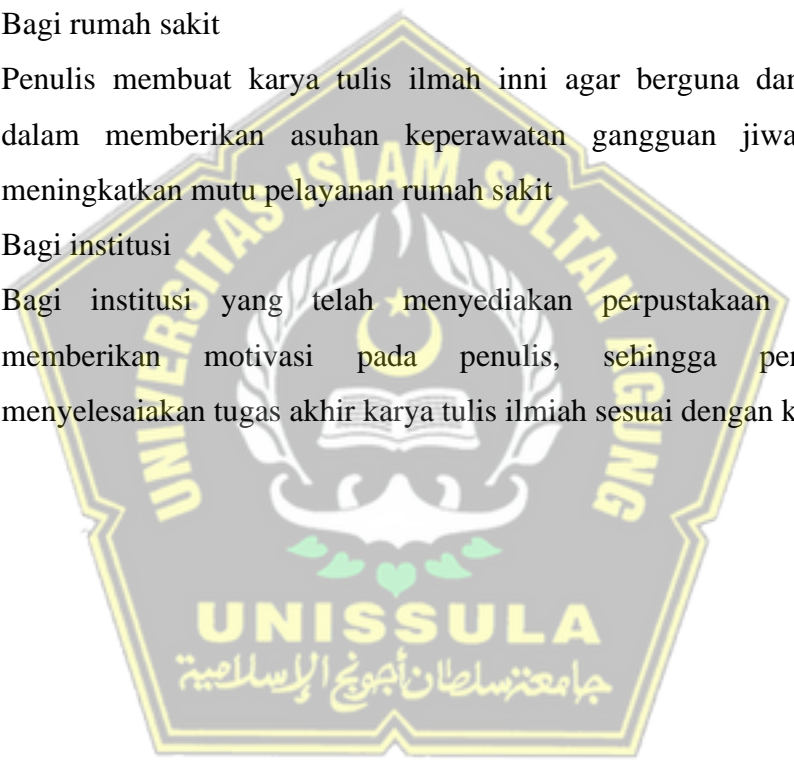 Bagi rumah sakit
Penulis membuat karya tulis ilmah inni agar berguna dan
dalam memberikan asuhan keperawatan gangguan jiwa
meningkatkan mutu pelayanan rumah sakit
Bagi institusi
Bagi institusi yang telah menyediakan perpustakaan
memberikan motivasi pada penulis, sehingga per
menyelesaiakan tugas akhir karya tulis ilmiah sesuai dengan k
UNIVERSITAS ISLAM SULTAN AGUNG
UNISSULA
جامعة سلطان أجونج الإسلامية